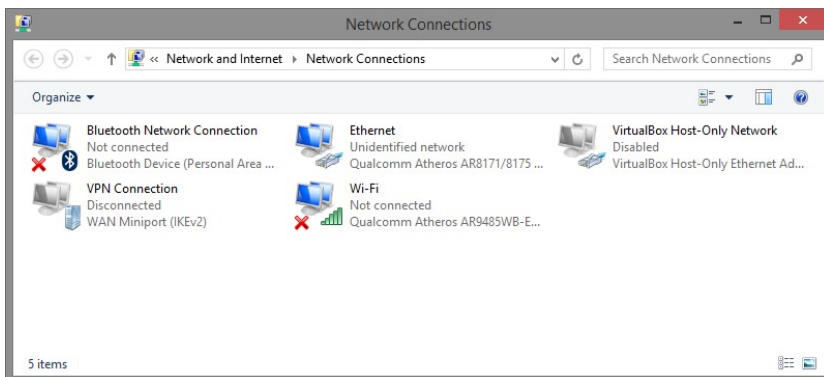 Network Connections
« Network and Internet Network Connections
Search Network Connections
Organize
Bluetooth Network Connection
Not connected
Bluetooth Device (Personal Area ...
Ethernet
Unidentified network
Qualcomm Atheros AR8171/8175 ...
VirtualBox Host-Only Network
Disabled
VirtualBox Host-Only Ethernet Ad...
VPN Connection
Disconnected
WAN Miniport (IKEv2)
Wi-Fi
Not connected
Qualcomm Atheros AR9485WB-E...
5 items